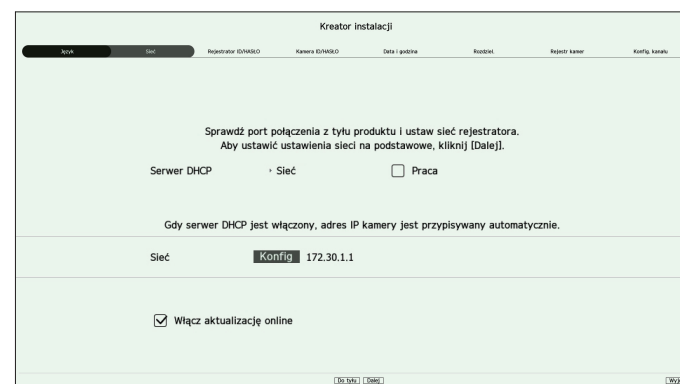 Kreator instalacji
Język Sieć Rejestrator ID/HASŁO Kamera ID/HASŁO Data i godzina Rozdziel. Rejestr kamer Konfig. kanału
Sprawdź port połączenia z tyłu produktu i ustaw sieć rejestratora.
Aby ustawić ustawienia sieci na podstawowe, kliknij [Dalej].
Serwer DHCP Sieć Praca
Gdy serwer DHCP jest włączony, adres IP kamery jest przypisywany automatycznie.
Sieć Konfig 172.30.1.1
Włącz aktualizację online
Do tyłu Dalej